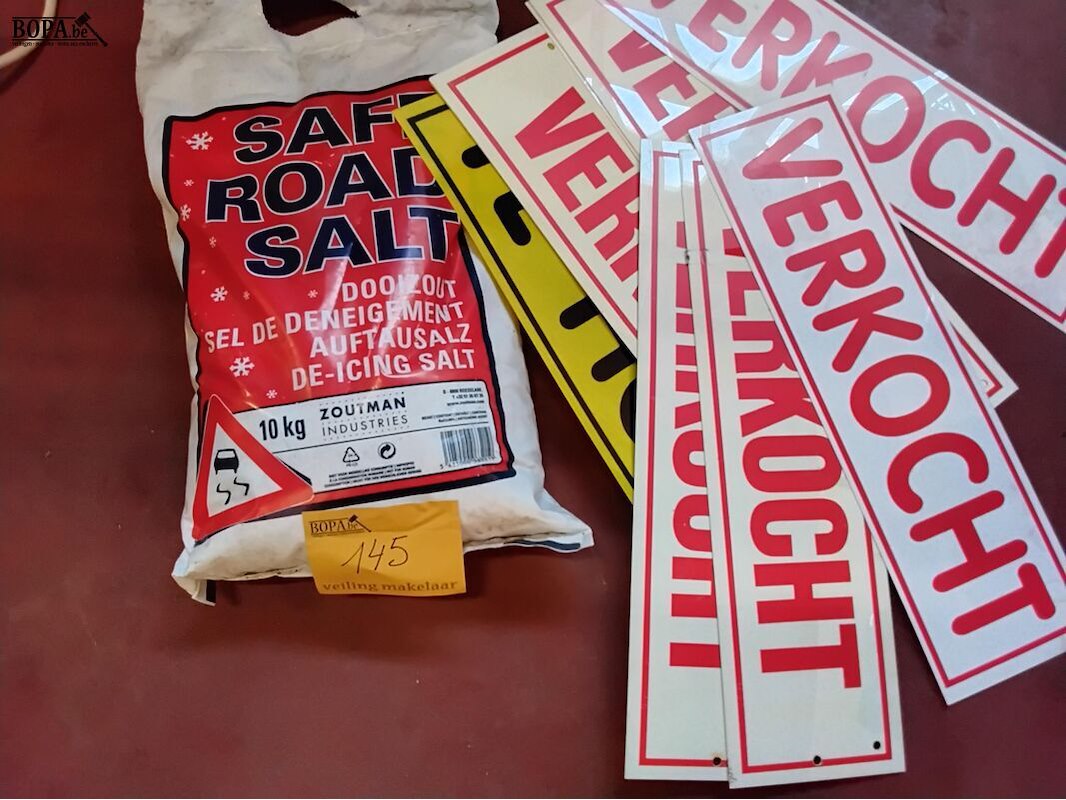 BOPA.be
SAFE
ROAD
SALT
DOOIZOUT
SEL DE DENEIGEMENT
AUFTAUSALZ
DE-ICING SALT
10 kg
ZOUTMAN
INDUSTRIES
BOPA.be
145
veiling makelaar
VERKOCHT
VERKOCHT
VERKOCHT
VERKOCHT
VERKOCHT